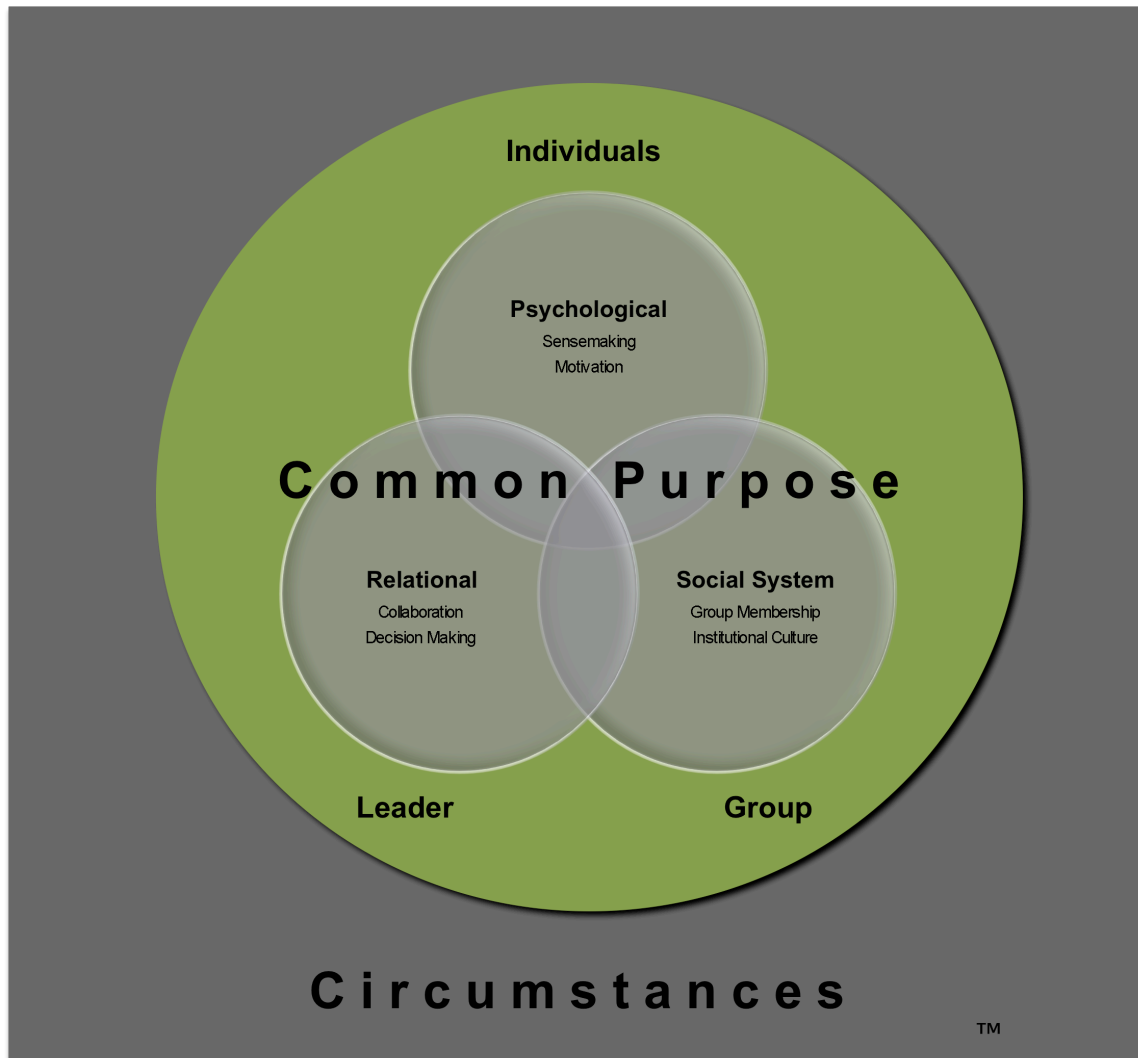 Individuals
Psychological
Sensemaking
Motivation
Common Purpose
Relational
Collaboration
Decision Making
Social System
Group Membership
Institutional Culture
Leader
Group
Circumstances
TM